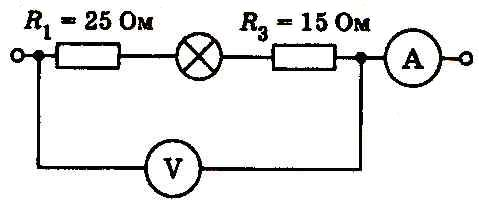 R₁ = 25 Ом R₃ = 15 Ом
A
V